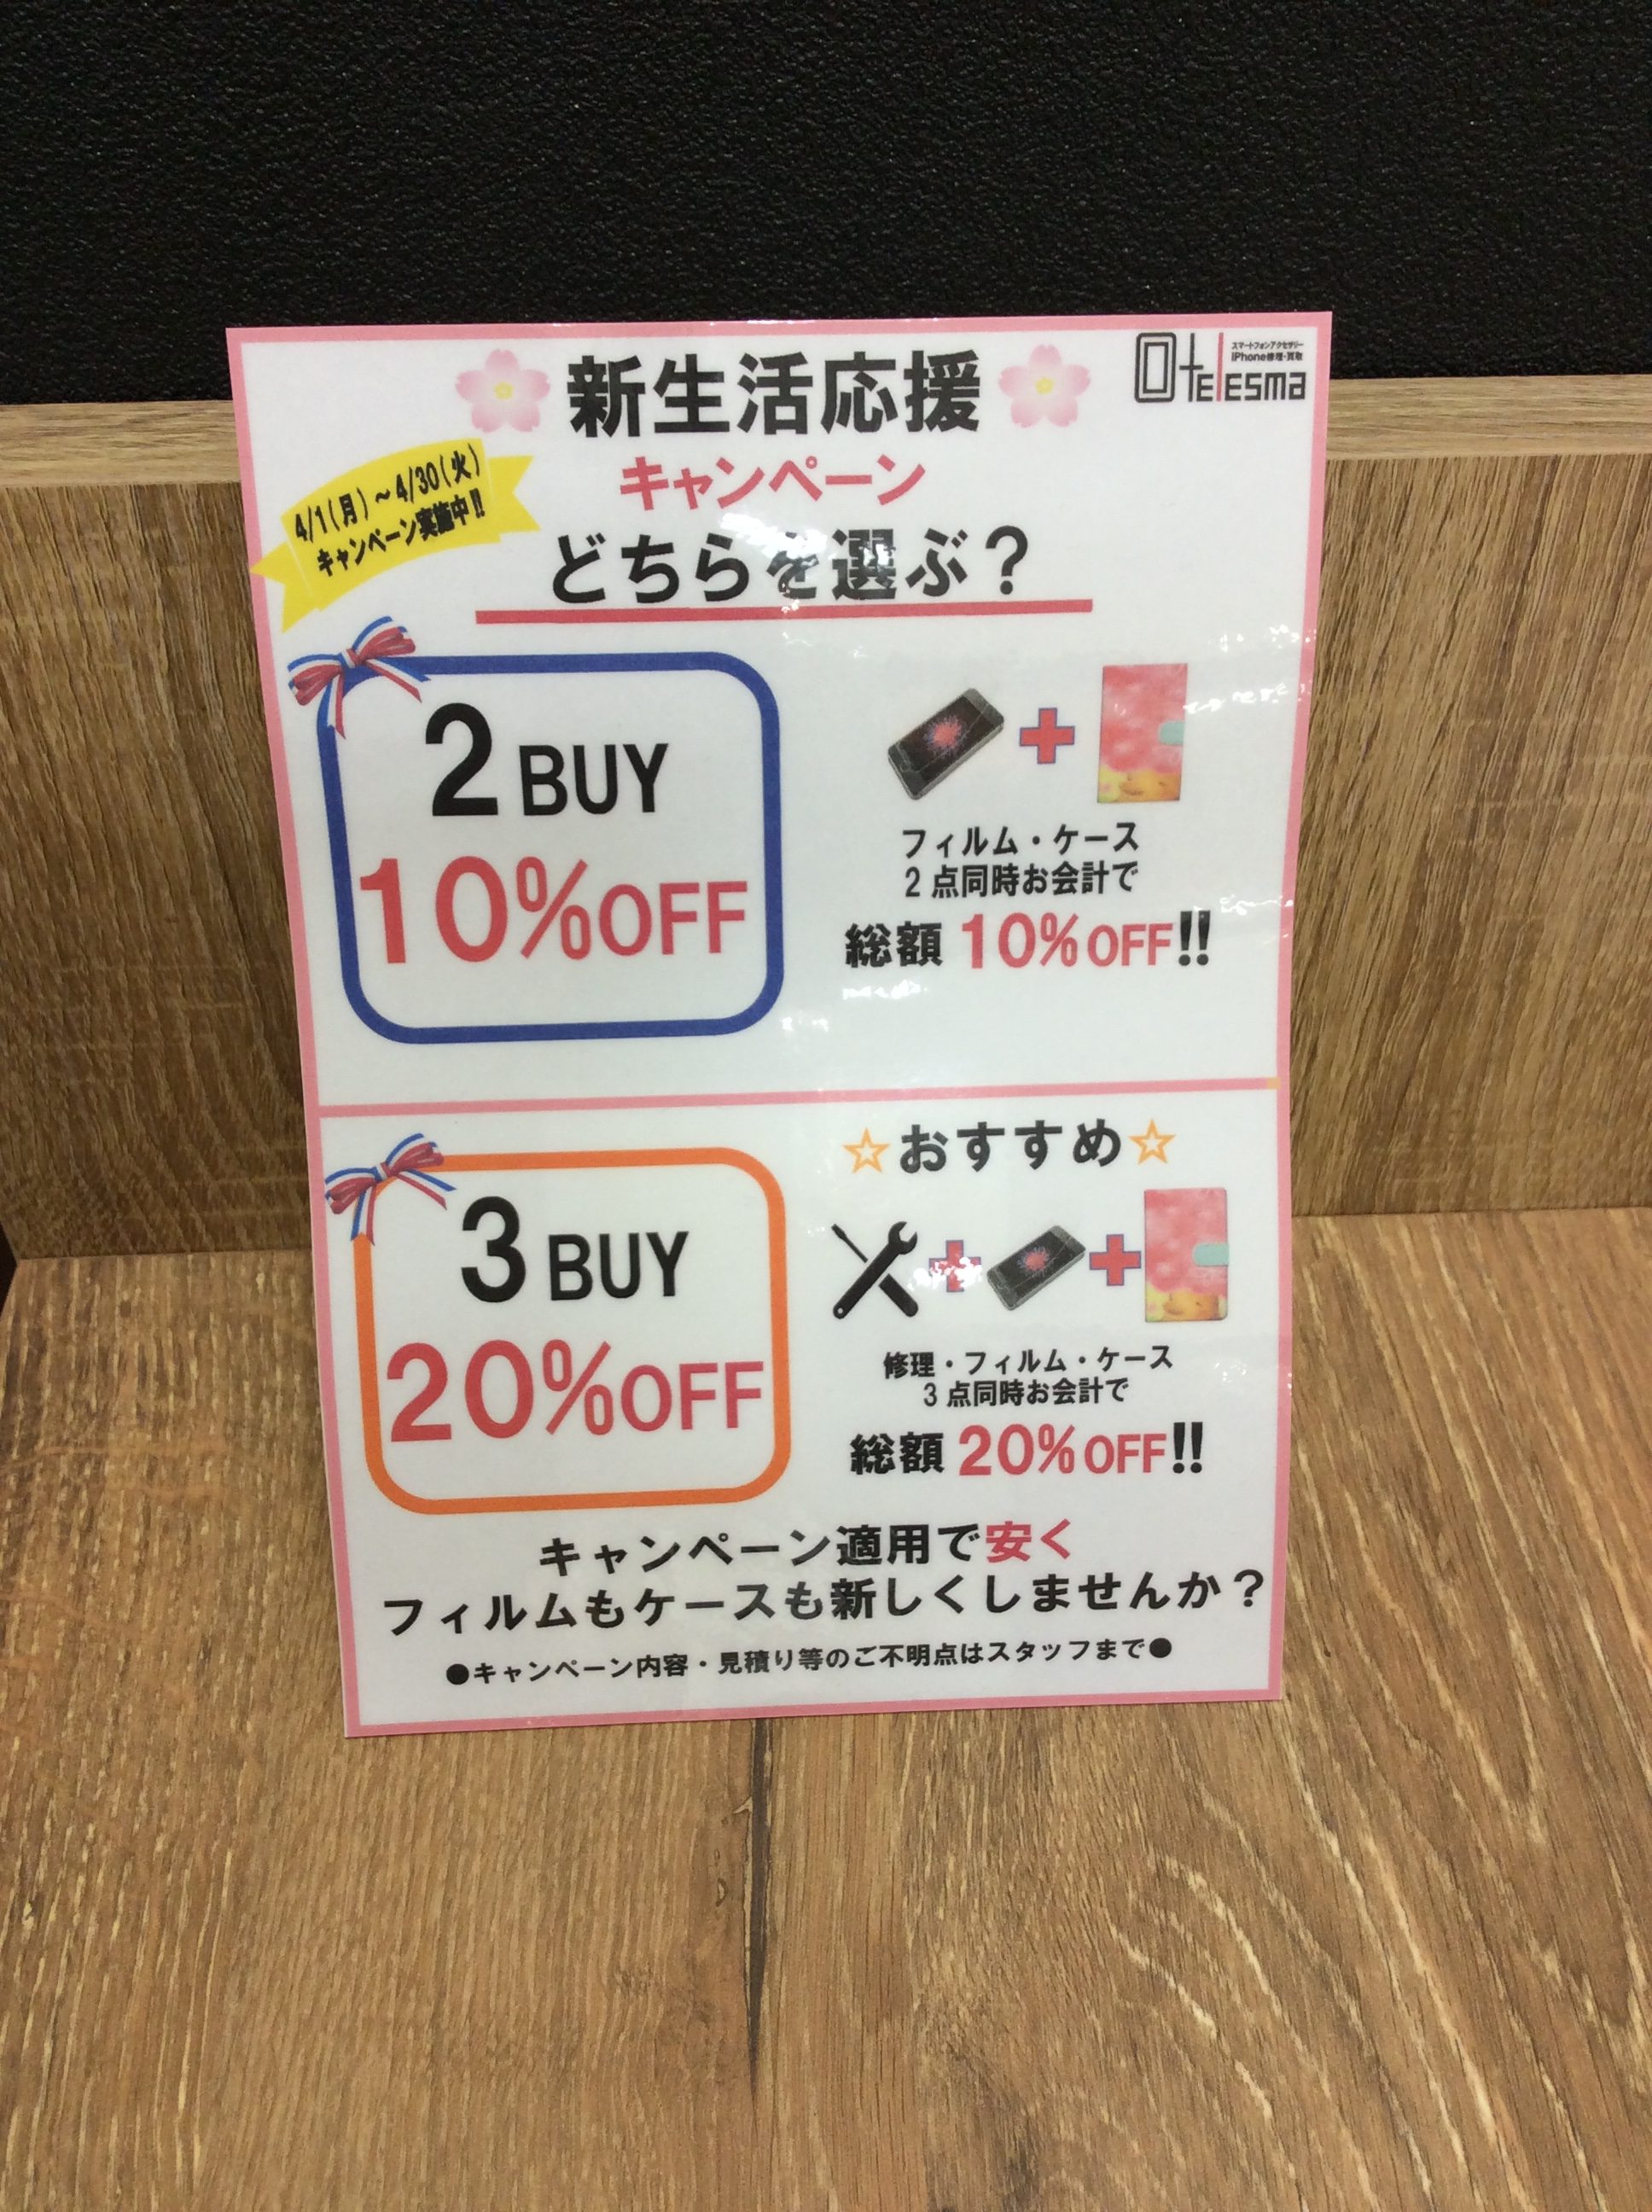 新生活応援
スマートフォンアクセサリー
iPhone修理・買取
telesma
キャンペーン
4/1(月)～4/30(火)
キャンペーン実施中!!
どちらを選ぶ？
2 BUY
10%OFF
フィルム・ケース
2 点同時お会計で
総額 10%OFF!!
☆おすすめ☆
3 BUY
20%OFF
修理・フィルム・ケース
3 点同時お会計で
総額 20%OFF!!
キャンペーン適用で安く
フィルムもケースも新しくしませんか？
●キャンペーン内容・見積り等のご不明点はスタッフまで●